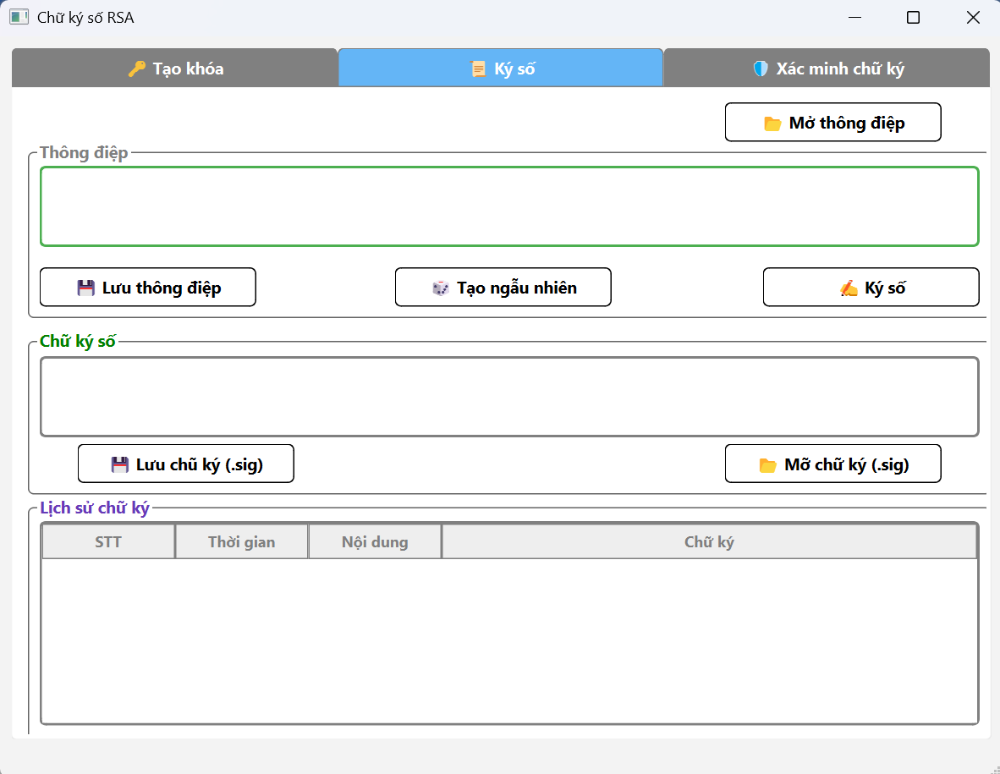 Chữ ký số RSA
🔑 Tạo khóa
📜 Ký số
🛡️ Xác minh chữ ký
📂 Mở thông điệp
Thông điệp
💾 Lưu thông điệp
🎲 Tạo ngẫu nhiên
✍️ Ký số
Chữ ký số
💾 Lưu chũ ký (.sig)
📂 Mỡ chữ ký (.sig)
Lịch sử chữ ký
STT Thời gian Nội dung Chữ ký